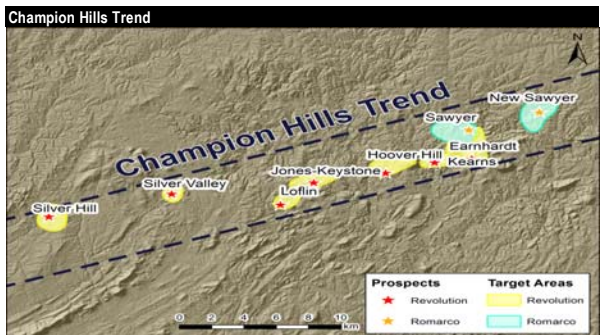 Champion Hills Trend
N
Champion Hills Trend
New Sawyer
Sawyer
Earnhardt
Hoover Hill
Kearns
Jones-Keystone
Silver Valley
Loflin
Silver Hill
Prospects
Target Areas
Revolution
Revolution
Romarco
Romarco
0 2 4 6 8 10
km